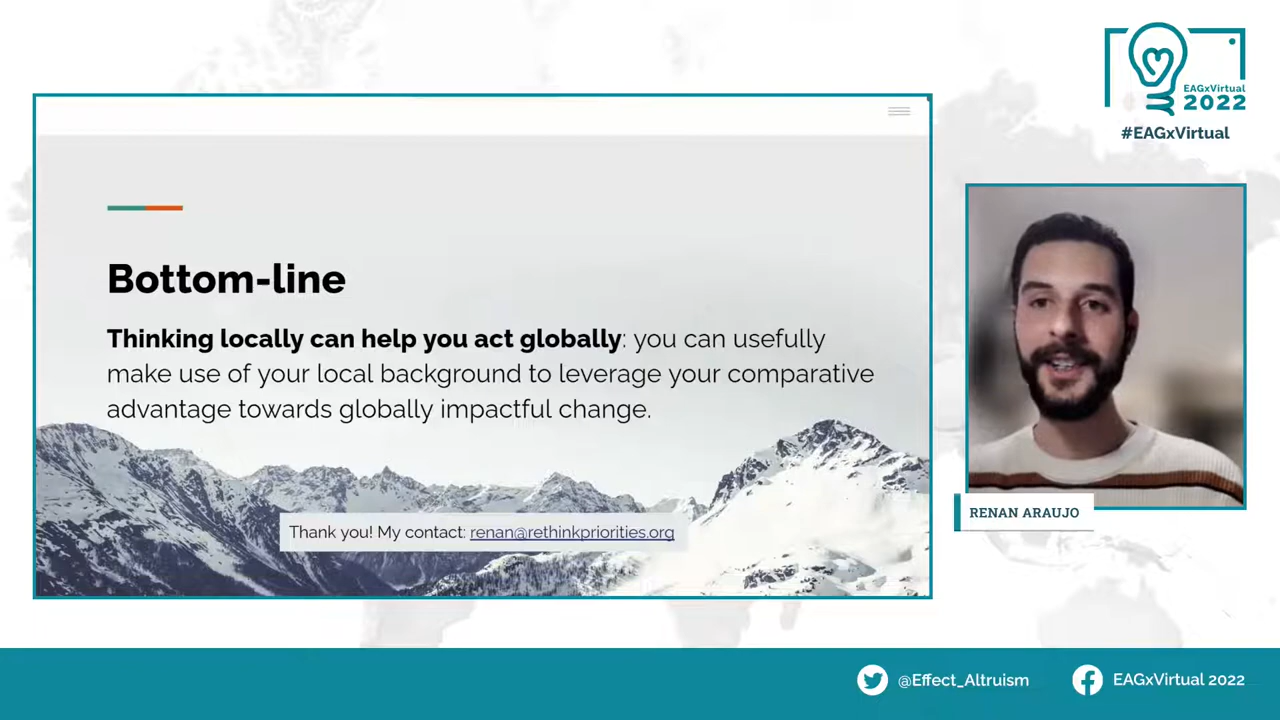 EAGxVirtual
2022
#EAGxVirtual
Bottom-line
Thinking locally can help you act globally: you can usefully
make use of your local background to leverage your comparative
advantage towards globally impactful change.
Thank you! My contact: renan@rethinkpriorities.org
RENAN ARAUJO
@Effect_Altruism
EAGxVirtual 2022